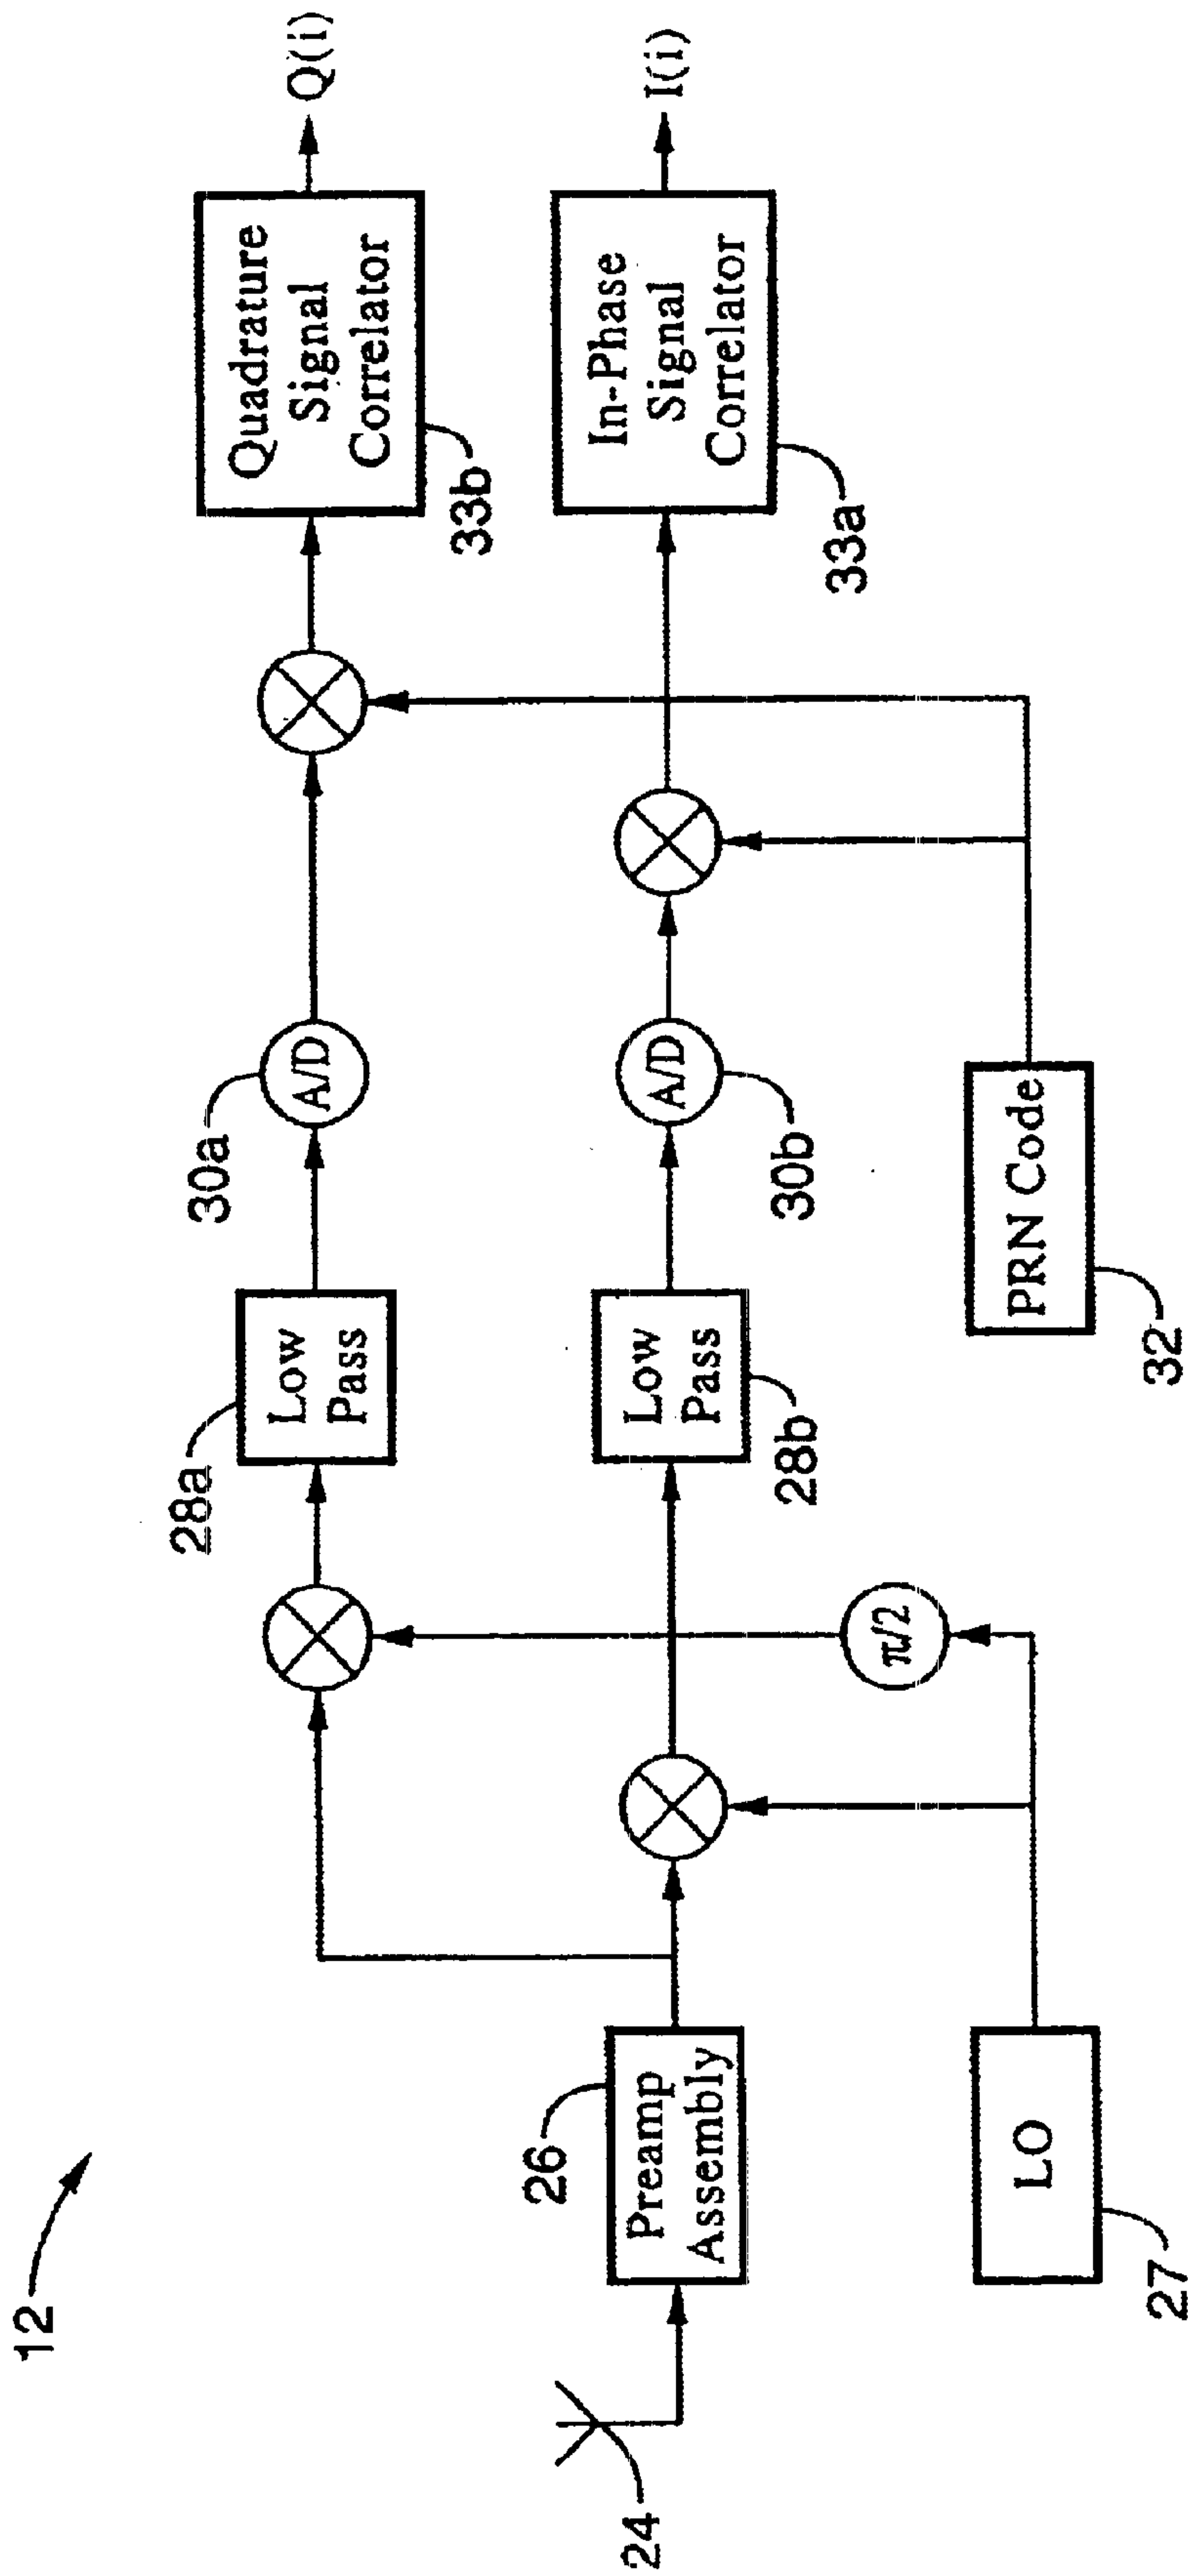 12
28a
30a
Low
Pass
A/D
Quadrature
Signal
Correlator
Q(i)
33b
24
26
Preamp
Assembly
Low
Pass
28b
A/D
30b
In-Phase
Signal
Correlator
I(i)
33a
π/2
LO
27
PRN Code
32